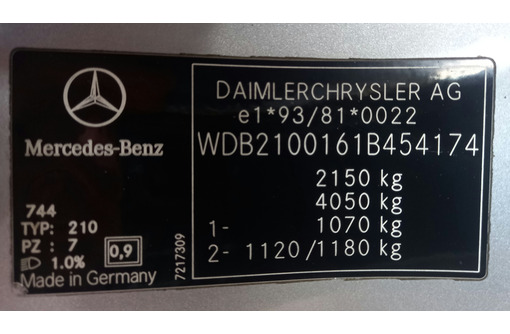 Mercedes-Benz
744
TYP: 210
PZ : 7
1.0%
0,9
Made in Germany
7217309
DAIMLERCHRYSLER AG
e1*93/81*0022
WDB2100161B454174
2150 kg
4050 kg
1- 1070 kg
2- 1120/1180 kg